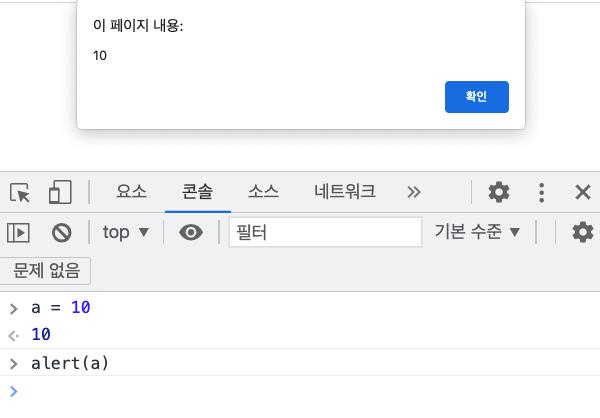 이 페이지 내용:
10
확인
요소 콘솔 소스 네트워크 »
top ▼ 필터 기본 수준 ▼
문제 없음
> a = 10
<· 10
> alert(a)
>